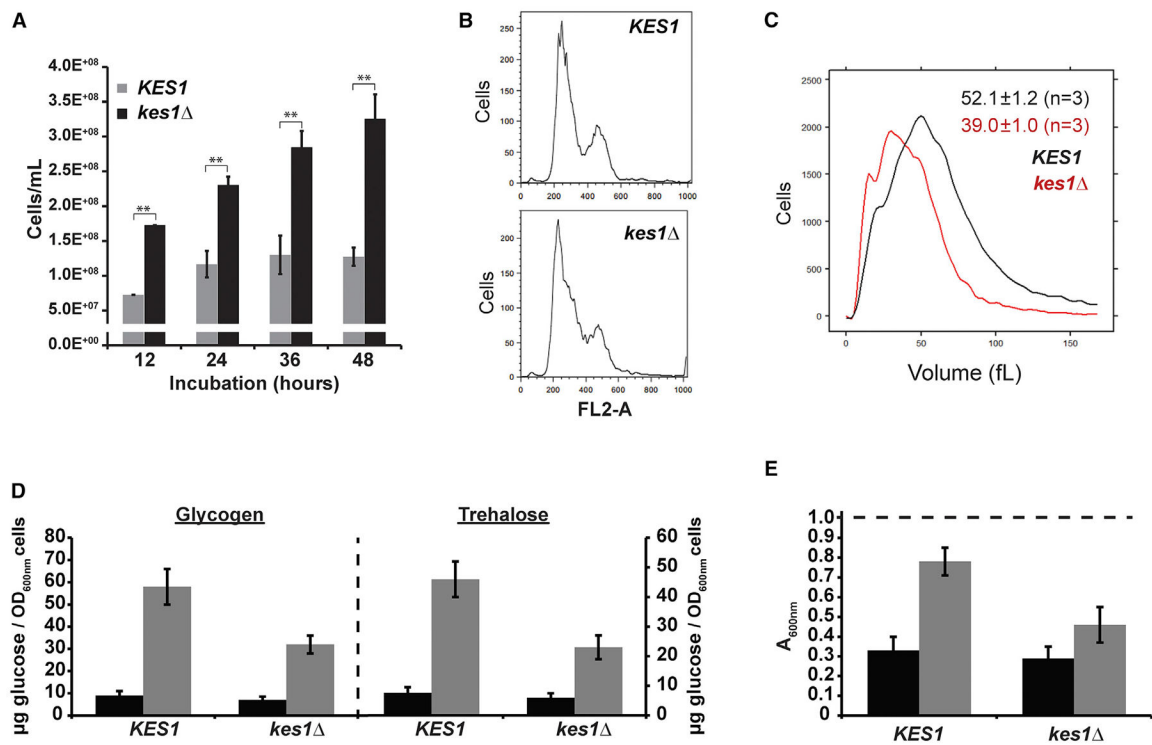 A
4.0E+08
3.5E+08
3.0E+08
2.5E+08
2.0E+08
1.5E+08
1.0E+08
5.0E+07
0.0E+00
Cells/mL
KES1
kes1Δ
**
**
**
**
12 24 36 48
Incubation (hours)
B
KES1
Cells
250
200
150
100
50
0
0 200 400 600 800 1000
kes1Δ
Cells
200
150
100
50
0
0 200 400 600 800 1000
FL2-A
C
52.1±1.2 (n=3)
39.0±1.0 (n=3)
KES1
kes1Δ
Cells
2500
2000
1500
1000
500
0
0 50 100 150
Volume (fL)
D
Glycogen Trehalose
µg glucose / OD600nm cells
80
70
60
50
40
30
20
10
0
60
50
40
30
20
10
0
µg glucose / OD600nm cells
KES1 kes1Δ KES1 kes1Δ
E
A600nm
1.0
0.9
0.8
0.7
0.6
0.5
0.4
0.3
0.2
0.1
0
KES1 kes1Δ